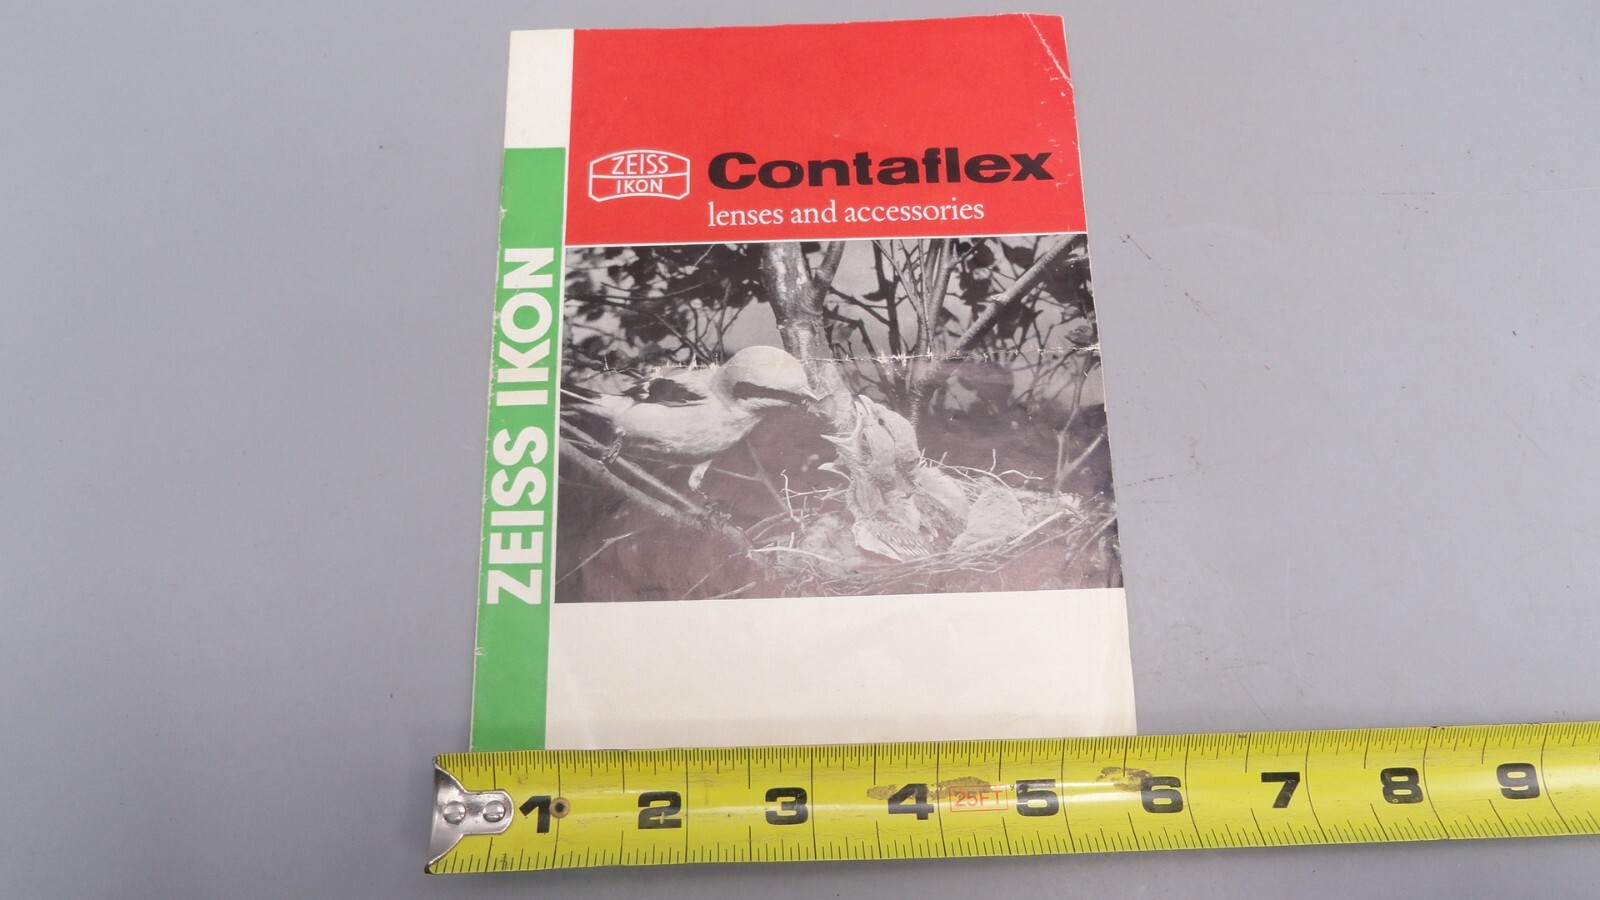 ZEISS
IKON
Contaflex
lenses and accessories
ZEISS IKON
1 2 3 4 25FT 5 6 7 8 9